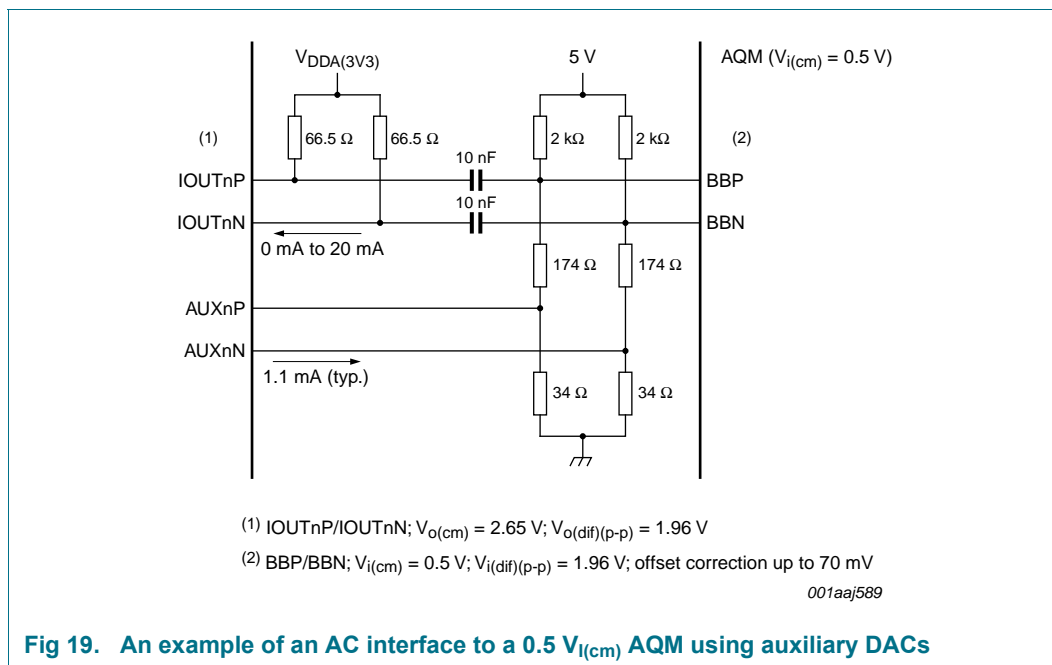 VDDA(3V3)
5 V
AQM (Vi(cm) = 0.5 V)
(1)
66.5 Ω
66.5 Ω
2 kΩ
2 kΩ
(2)
10 nF
IOUTnP
BBP
10 nF
IOUTnN
BBN
0 mA to 20 mA
174 Ω
174 Ω
AUXnP
AUXnN
1.1 mA (typ.)
34 Ω
34 Ω
(1) IOUTnP/IOUTnN; Vo(cm) = 2.65 V; Vo(dif)(p-p) = 1.96 V
(2) BBP/BBN; Vi(cm) = 0.5 V; Vi(dif)(p-p) = 1.96 V; offset correction up to 70 mV
001aaj589
Fig 19. An example of an AC interface to a 0.5 VI(cm) AQM using auxiliary DACs